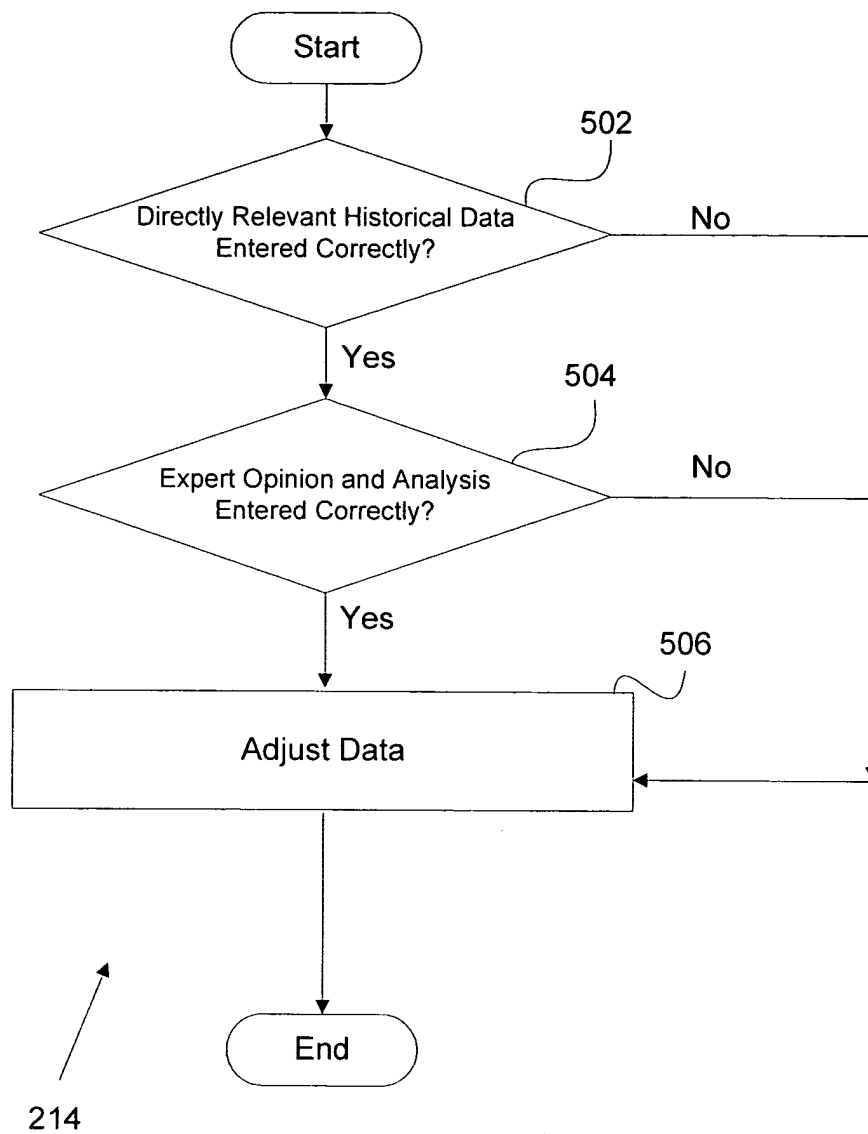 Start
502
Directly Relevant Historical Data
Entered Correctly?
No
Yes
504
Expert Opinion and Analysis
Entered Correctly?
No
Yes
506
Adjust Data
End
214